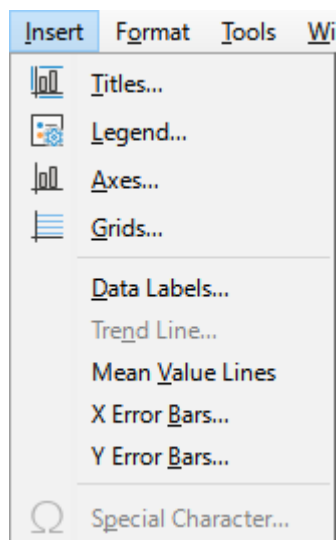 Insert Format Tools Wi
Titles...
Legend...
Axes...
Grids...
Data Labels...
Trend Line...
Mean Value Lines
X Error Bars...
Y Error Bars...
Special Character...